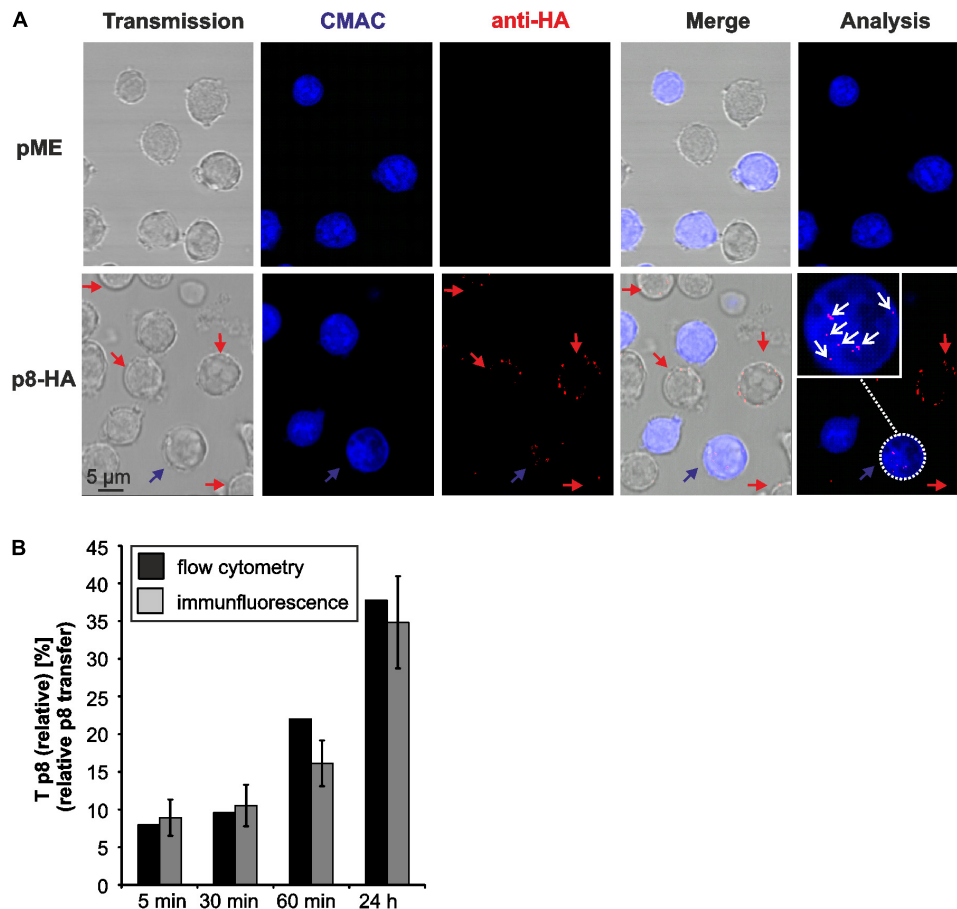 A
Transmission CMAC anti-HA Merge Analysis
pME
p8-HA
5 µm
B
T p8 (relative) [%]
(relative p8 transfer)
45
40
35
30
25
20
15
10
5
0
flow cytometry
immunfluorescence
5 min 30 min 60 min 24 h